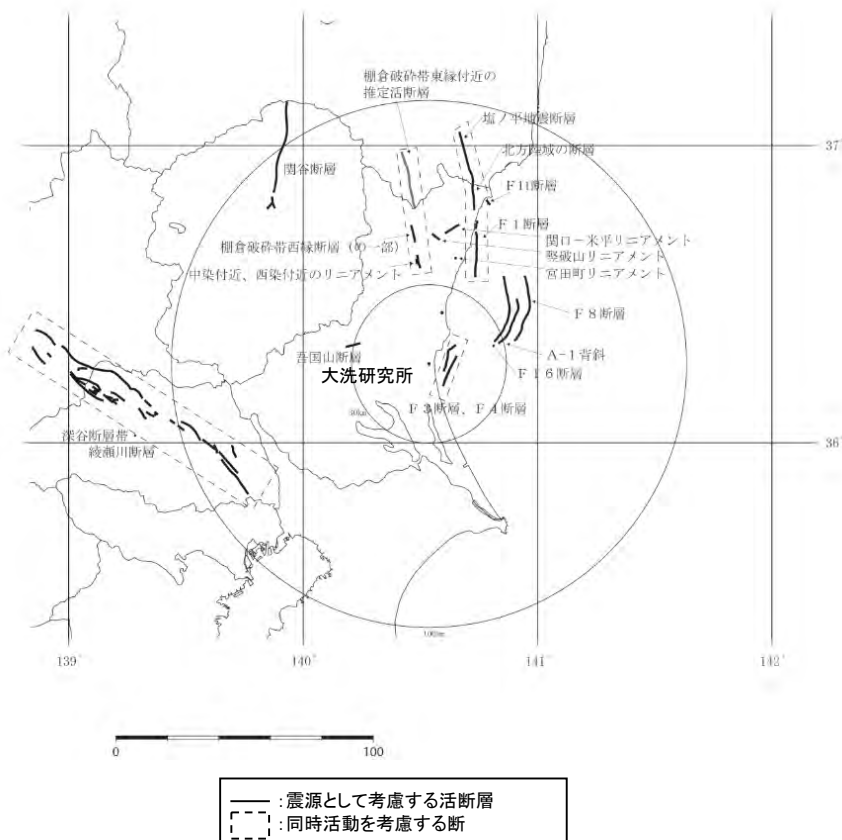 棚倉破砕帯東縁付近の
推定活断層
塩ノ平地震断層
37°
北方陸域の断層
関谷断層
F11断層
F1断層
関口－米平リニアメント
棚倉破砕帯西縁断層（の一部）
竪破山リニアメント
中染付近、西染付近のリニアメント
宮田町リニアメント
F8断層
A-1背斜
吾国山断層
大洗研究所
F16断層
F3断層、F4断層
深谷断層帯・
綾瀬川断層
36°
100km
139°
140°
141°
142°
0
100
：震源として考慮する活断層
：同時活動を考慮する断